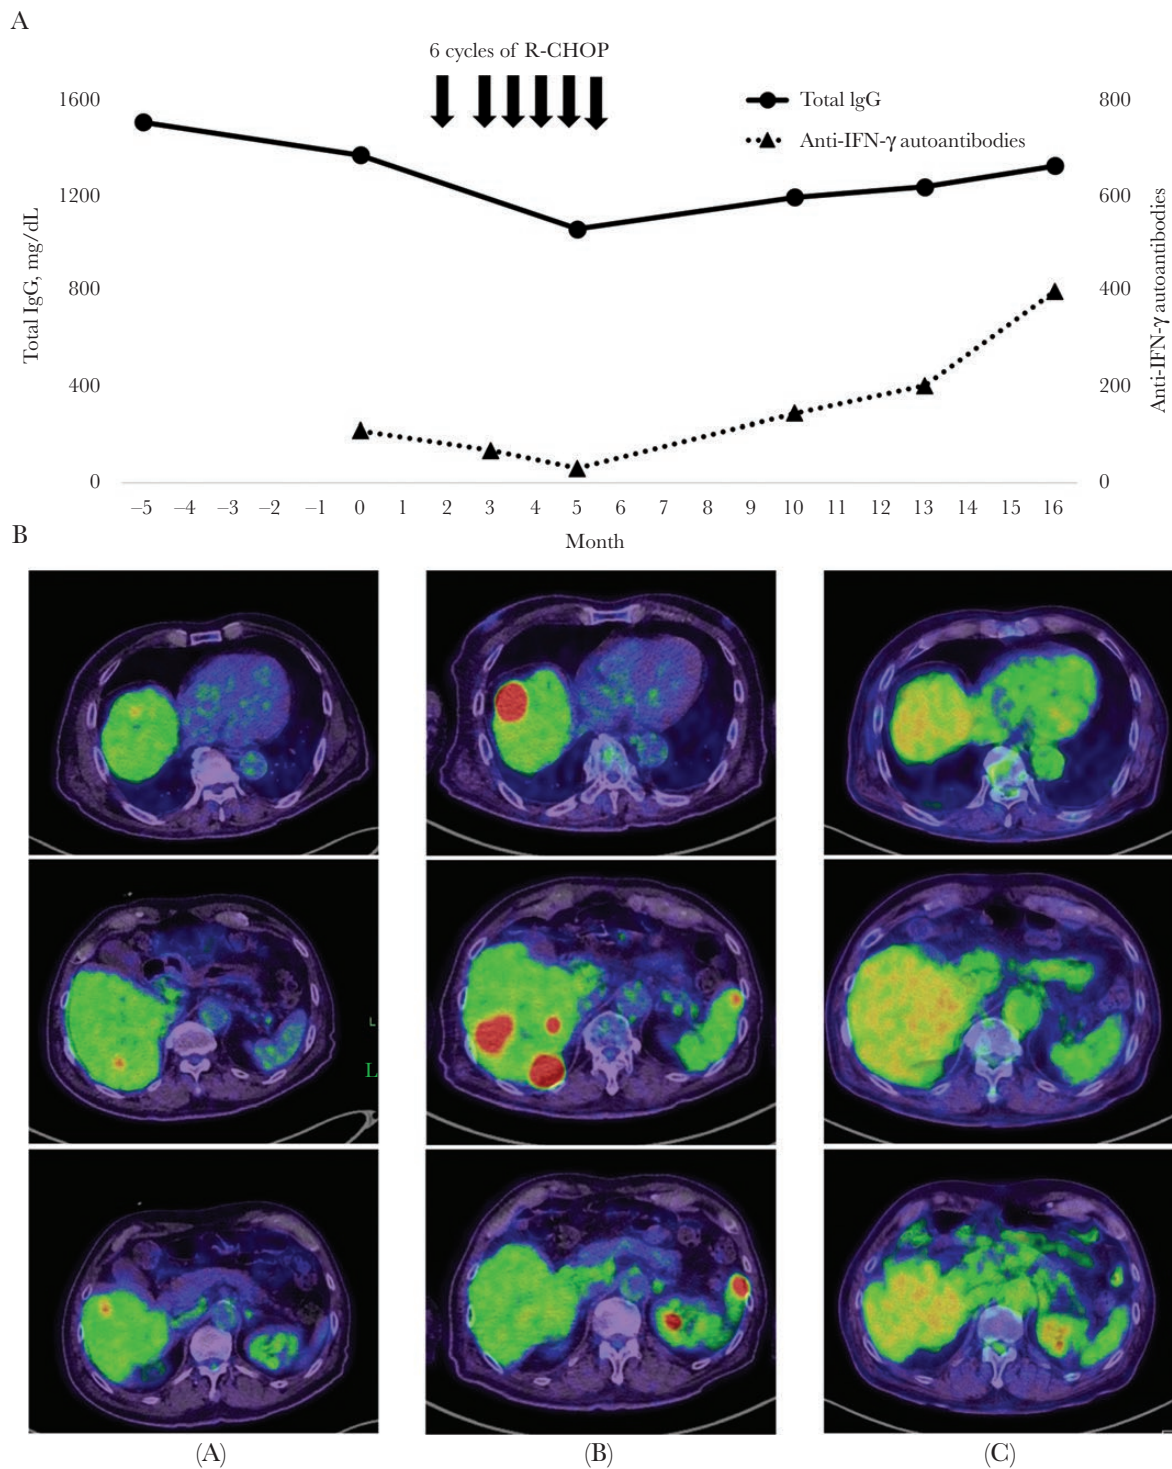 A
6 cycles of R-CHOP
1600
800
Total lgG
Anti-IFN-γ autoantibodies
1200
600
800
400
400
200
0
0
Total IgG, mg/dL
Anti-IFN-γ autoantibodies
−5 −4 −3 −2 −1 0 1 2 3 4 5 6 7 8 9 10 11 12 13 14 15 16
Month
B
L
L
(A) (B) (C)